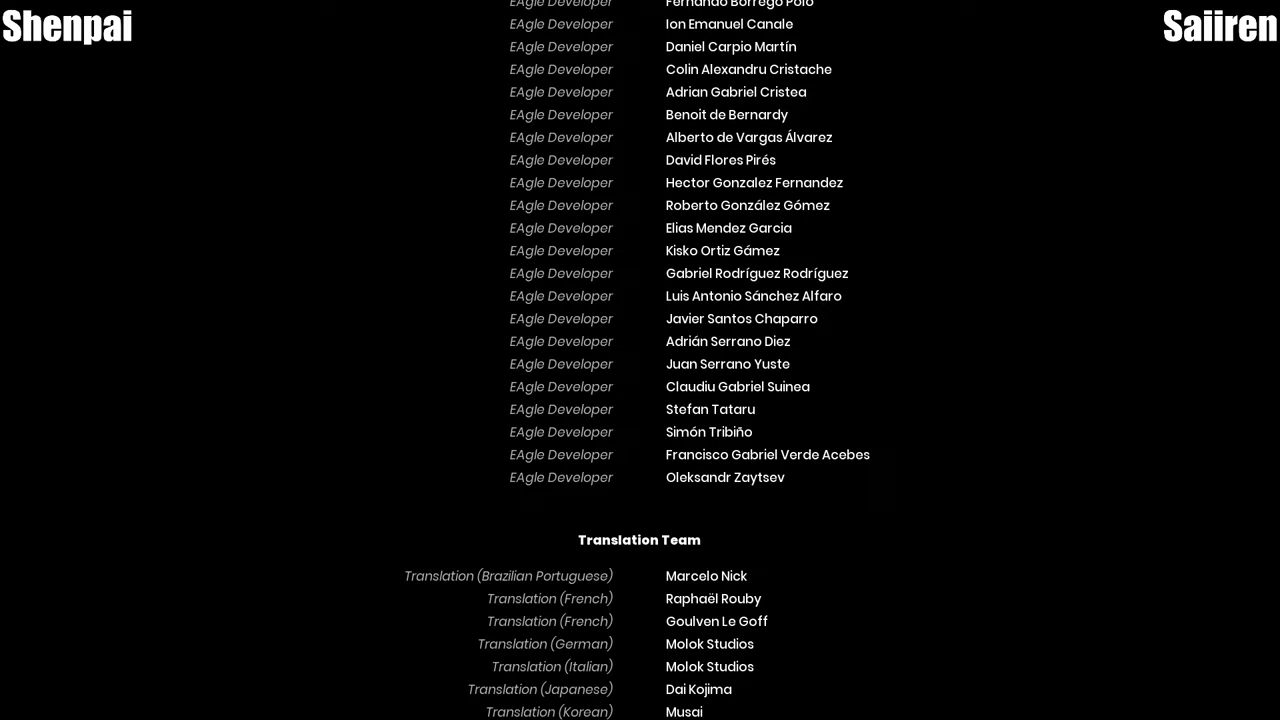 Shenpai
Saiiren
EAgle Developer Fernando Borrego Polo
EAgle Developer Ion Emanuel Canale
EAgle Developer Daniel Carpio Martín
EAgle Developer Colin Alexandru Cristache
EAgle Developer Adrian Gabriel Cristea
EAgle Developer Benoit de Bernardy
EAgle Developer Alberto de Vargas Álvarez
EAgle Developer David Flores Pirés
EAgle Developer Hector Gonzalez Fernandez
EAgle Developer Roberto González Gómez
EAgle Developer Elias Mendez Garcia
EAgle Developer Kisko Ortiz Gámez
EAgle Developer Gabriel Rodríguez Rodríguez
EAgle Developer Luis Antonio Sánchez Alfaro
EAgle Developer Javier Santos Chaparro
EAgle Developer Adrián Serrano Diez
EAgle Developer Juan Serrano Yuste
EAgle Developer Claudiu Gabriel Suinea
EAgle Developer Stefan Tataru
EAgle Developer Simón Tribiño
EAgle Developer Francisco Gabriel Verde Acebes
EAgle Developer Oleksandr Zaytsev
Translation Team
Translation (Brazilian Portuguese) Marcelo Nick
Translation (French) Raphaël Rouby
Translation (French) Goulven Le Goff
Translation (German) Molok Studios
Translation (Italian) Molok Studios
Translation (Japanese) Dai Kojima
Translation (Korean) Musai